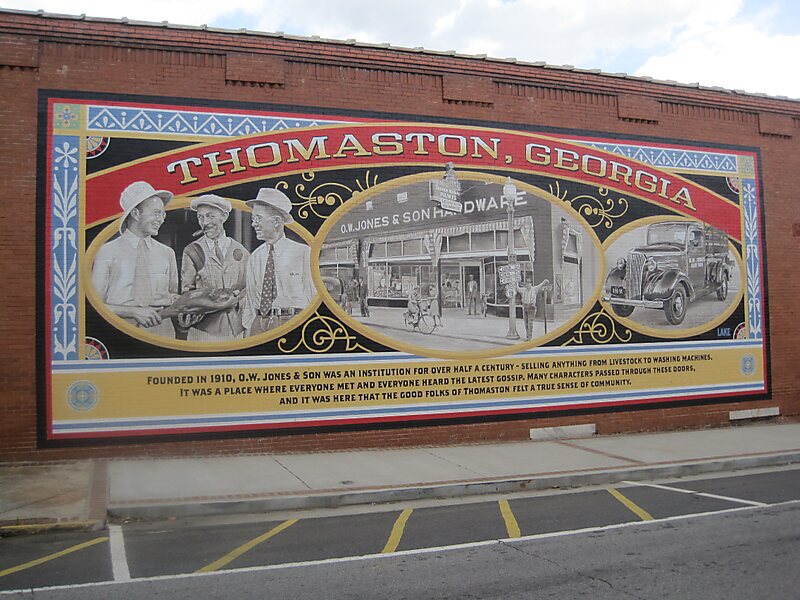 THOMASTON, GEORGIA
O.W. JONES & SON HARDWARE
LAKE
FOUNDED IN 1910, O.W. JONES & SON WAS AN INSTITUTION FOR OVER HALF A CENTURY - SELLING ANYTHING FROM LIVESTOCK TO WASHING MACHINES.
IT WAS A PLACE WHERE EVERYONE MET AND EVERYONE HEARD THE LATEST GOSSIP. MANY CHARACTERS PASSED THROUGH THESE DOORS,
AND IT WAS HERE THAT THE GOOD FOLKS OF THOMASTON FELT A TRUE SENSE OF COMMUNITY.